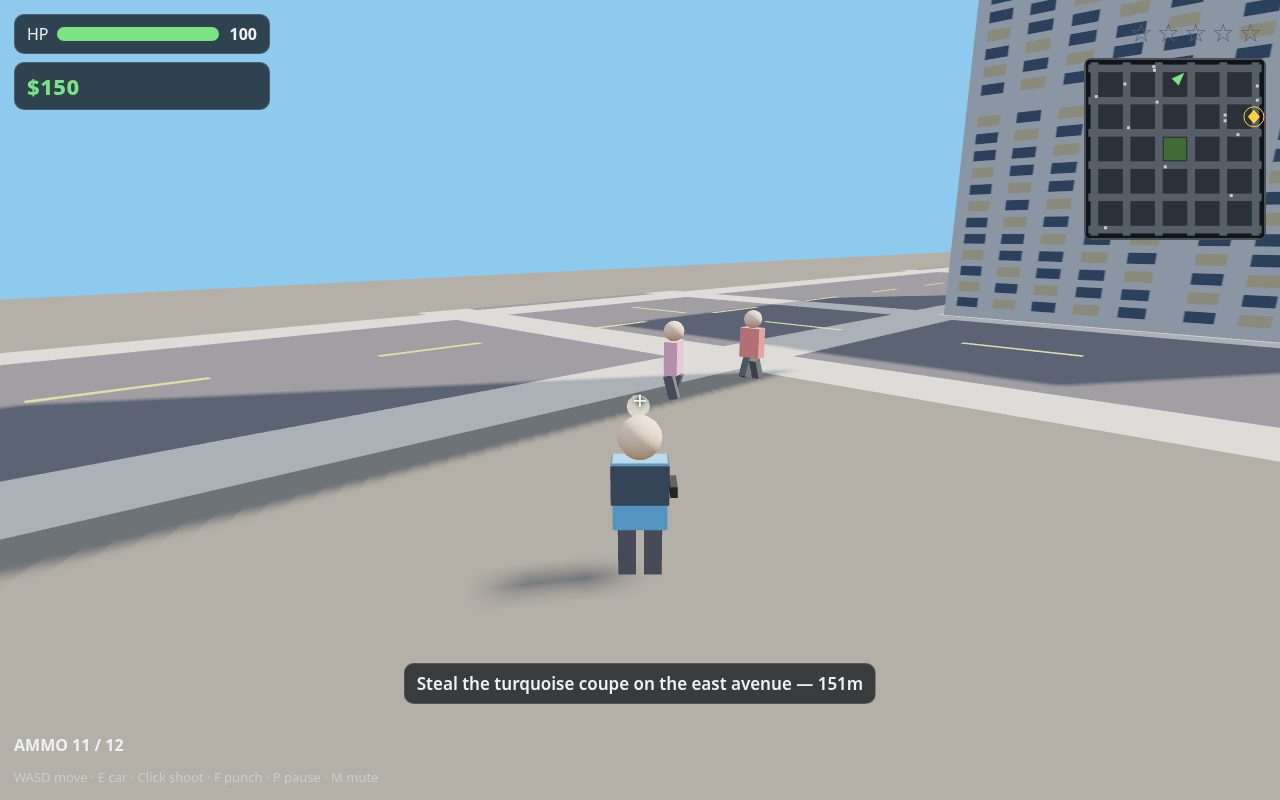 HP 100
$150
☆ ☆ ☆ ☆ ☆
Steal the turquoise coupe on the east avenue — 151m
AMMO 11 / 12
WASD move · E car · Click shoot · F punch · P pause · M mute